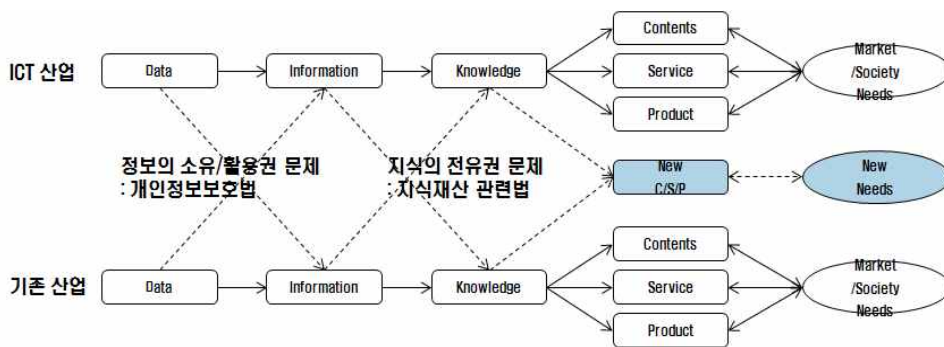 Contents
Market
/Society
Needs
ICT 산업
Data
Information
Knowledge
Service
Product
정보의 소유/활용권 문제
: 개인정보보호법
지식의 전유권 문제
: 지식재산 관련법
New
C/S/P
New
Needs
Contents
Market
/Society
Needs
기존 산업
Data
Information
Knowledge
Service
Product